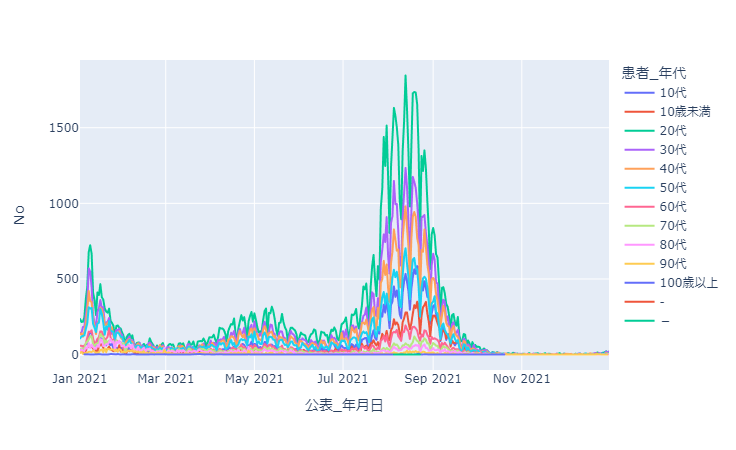 患者_年代
10代
10歳未満
20代
30代
40代
50代
60代
70代
80代
90代
100歳以上
-
－
No
1500
1000
500
0
Jan 2021
Mar 2021
May 2021
Jul 2021
Sep 2021
Nov 2021
公表_年月日